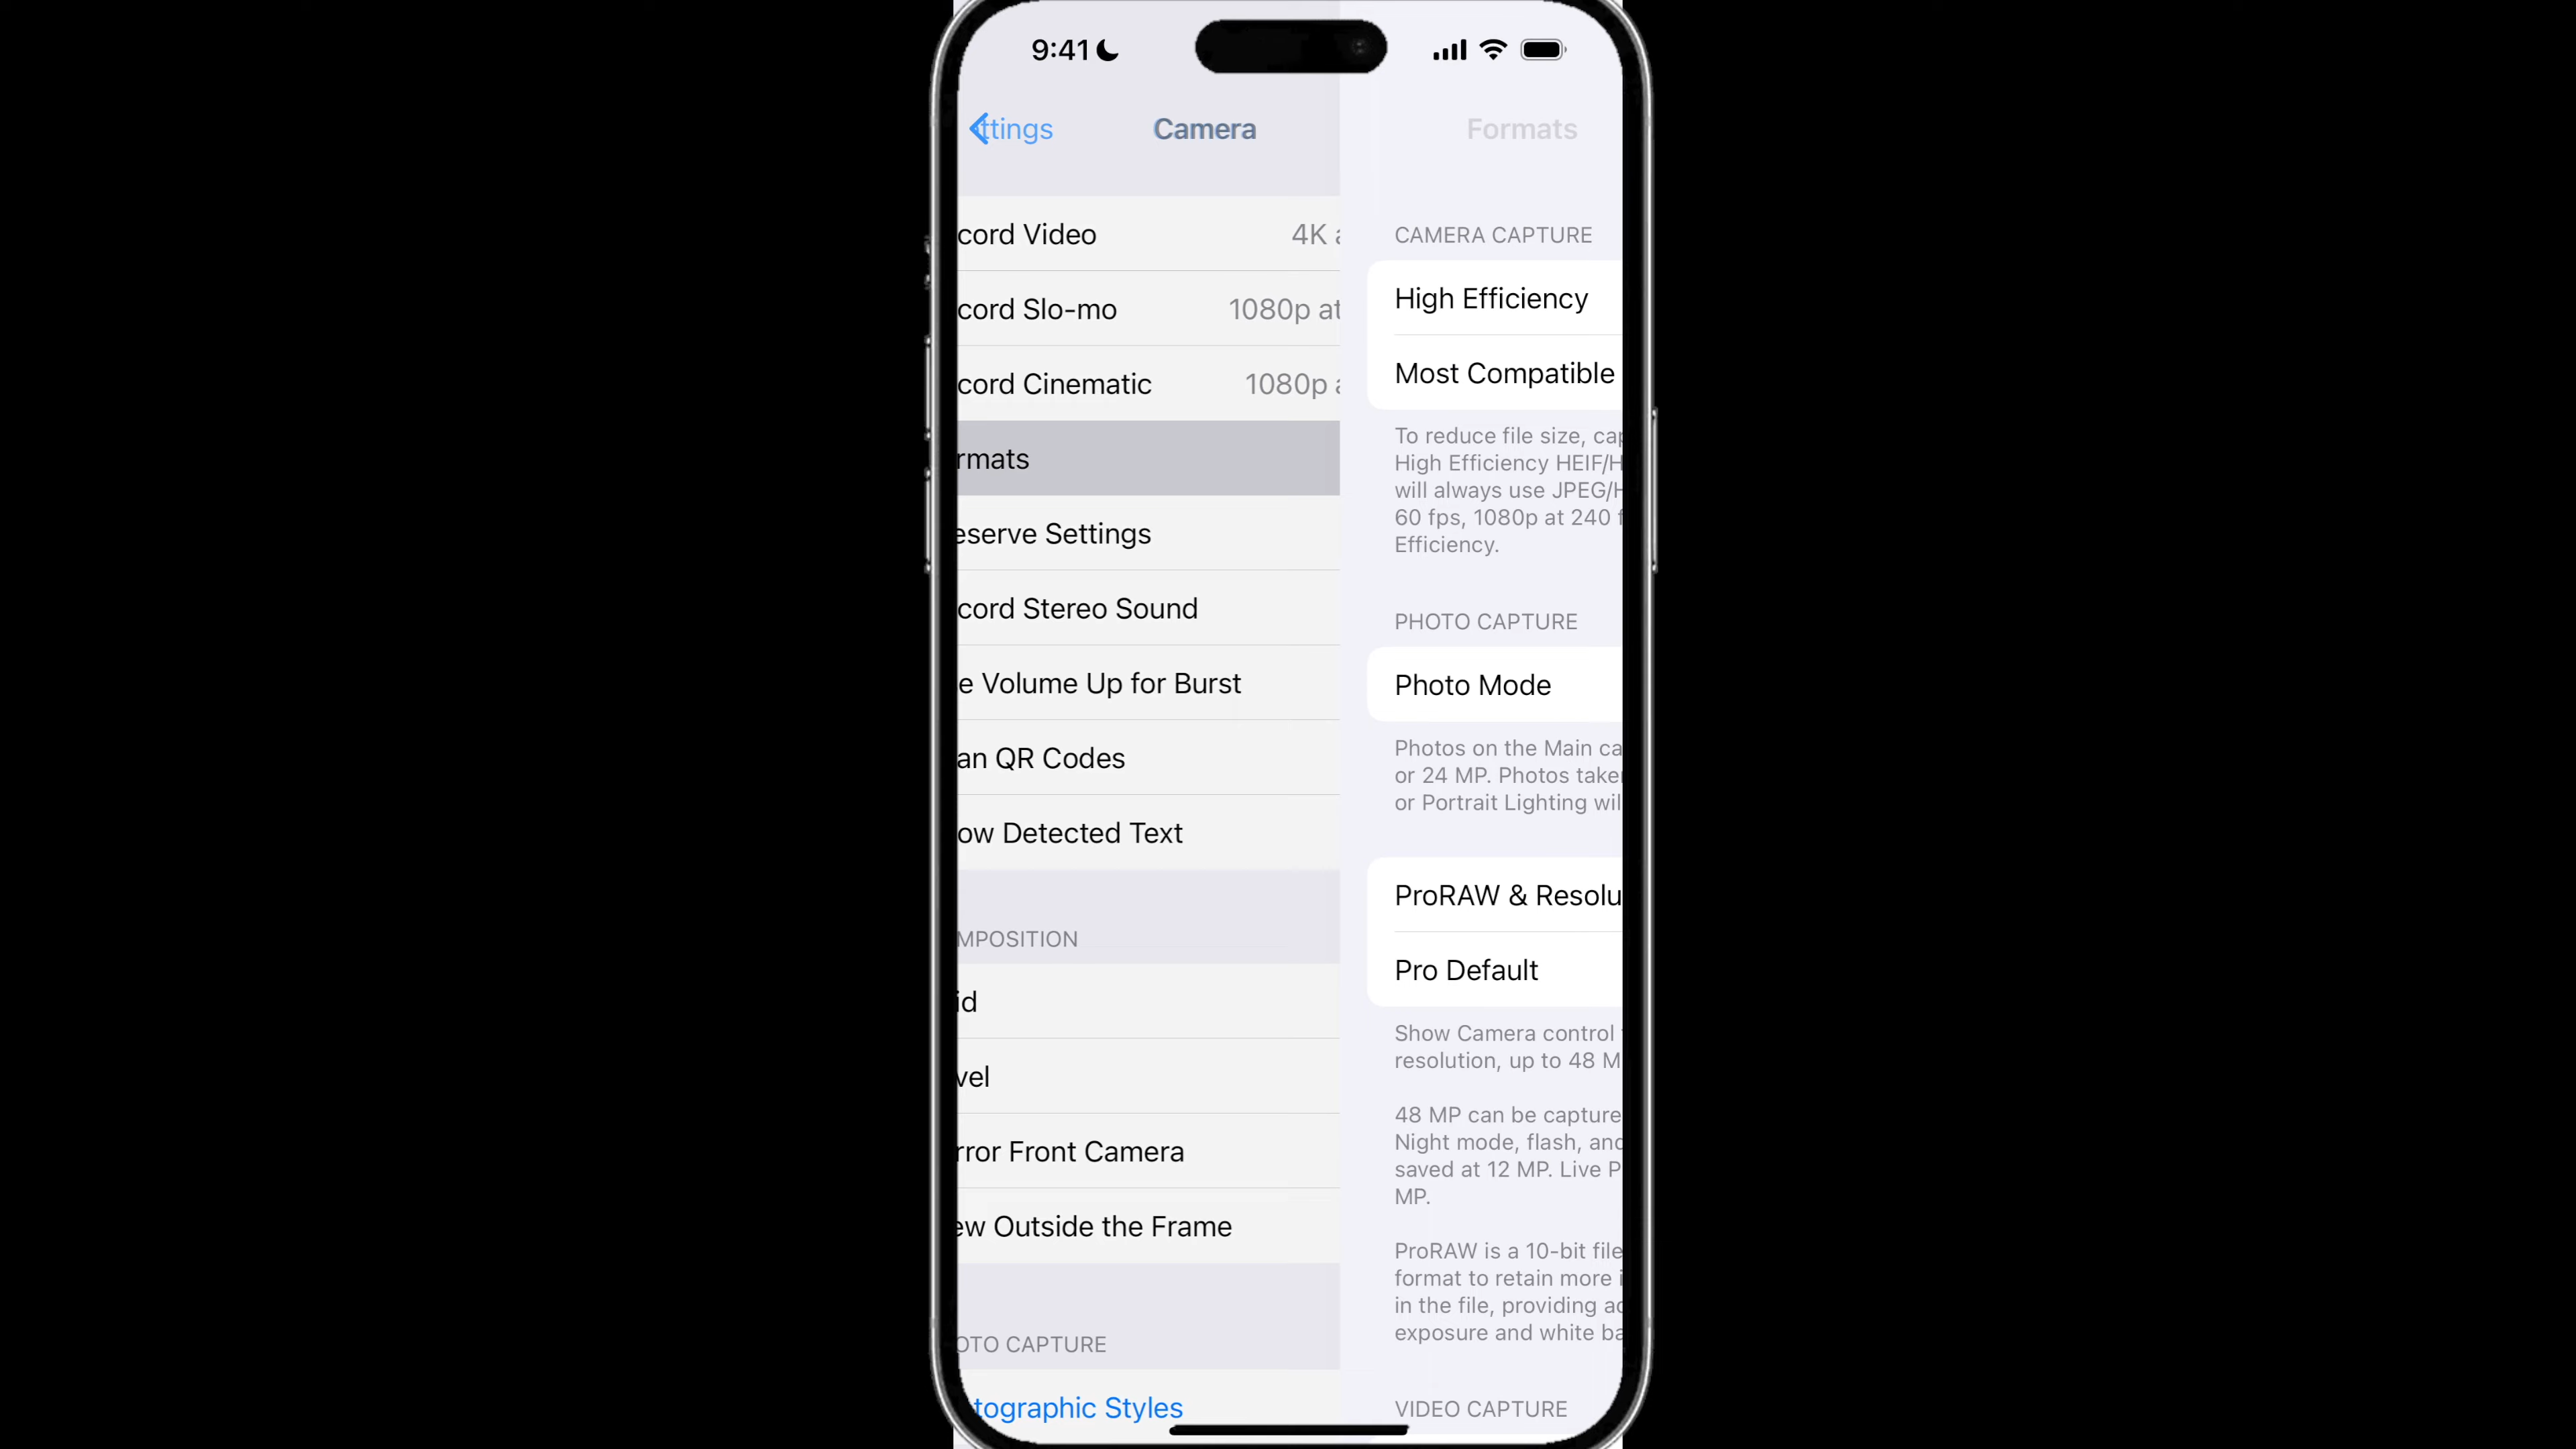 9:41
ttings
Camera
cord Video
4K
cord Slo-mo
1080p at
cord Cinematic
1080p
rmats
eserve Settings
cord Stereo Sound
e Volume Up for Burst
an QR Codes
ow Detected Text
MPOSITION
id
vel
rror Front Camera
ew Outside the Frame
OTO CAPTURE
tographic Styles
Formats
CAMERA CAPTURE
High Efficiency
Most Compatible
To reduce file size, cap
High Efficiency HEIF/H
will always use JPEG/H
60 fps, 1080p at 240 f
Efficiency.
PHOTO CAPTURE
Photo Mode
Photos on the Main ca
or 24 MP. Photos take
or Portrait Lighting wil
ProRAW & Resolu
Pro Default
Show Camera control
resolution, up to 48 M
48 MP can be capture
Night mode, flash, and
saved at 12 MP. Live P
MP.
ProRAW is a 10-bit file
format to retain more i
in the file, providing ad
exposure and white ba
VIDEO CAPTURE